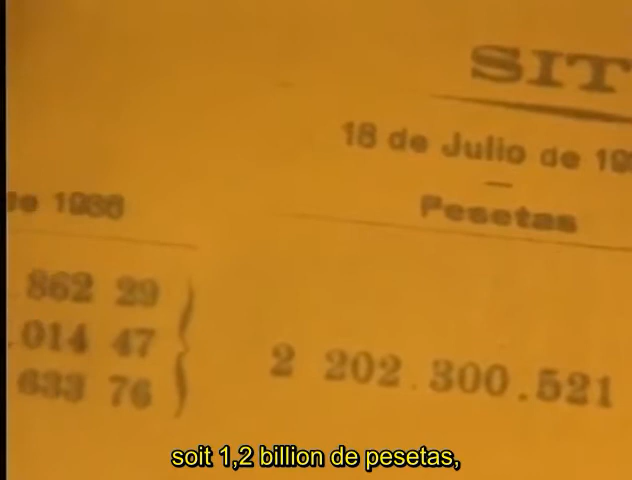 SIT
18 de Julio de 19
Pesetas
de 1936
862 29
.014 47
633 76
2 202.300.521
soit 1,2 billion de pesetas,